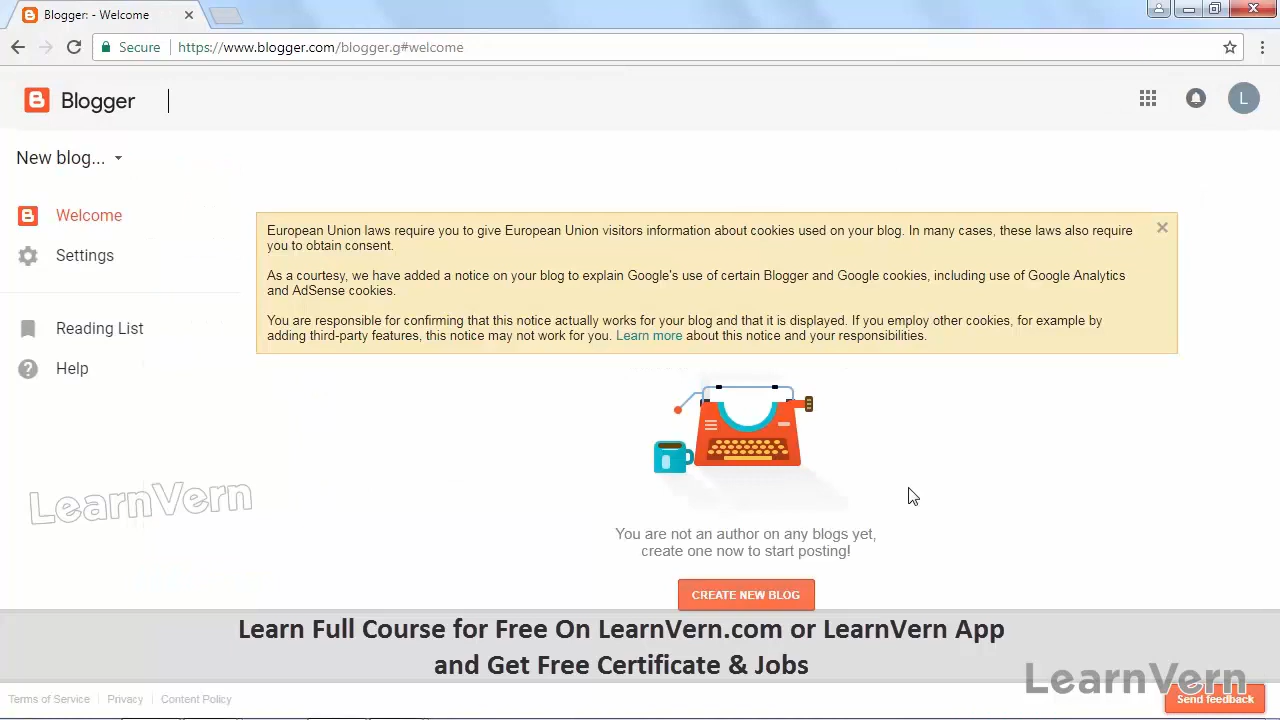 Blogger: - Welcome
Secure
https://www.blogger.com/blogger.g#welcome
Blogger
L
New blog...
Welcome
Settings
Reading List
Help
European Union laws require you to give European Union visitors information about cookies used on your blog. In many cases, these laws also require
you to obtain consent.
As a courtesy, we have added a notice on your blog to explain Google's use of certain Blogger and Google cookies, including use of Google Analytics
and AdSense cookies.
You are responsible for confirming that this notice actually works for your blog and that it is displayed. If you employ other cookies, for example by
adding third-party features, this notice may not work for you. Learn more about this notice and your responsibilities.
LearnVern
You are not an author on any blogs yet,
create one now to start posting!
CREATE NEW BLOG
Learn Full Course for Free On LearnVern.com or LearnVern App
and Get Free Certificate & Jobs
LearnVern
Terms of Service
Privacy
Content Policy
Send feedback